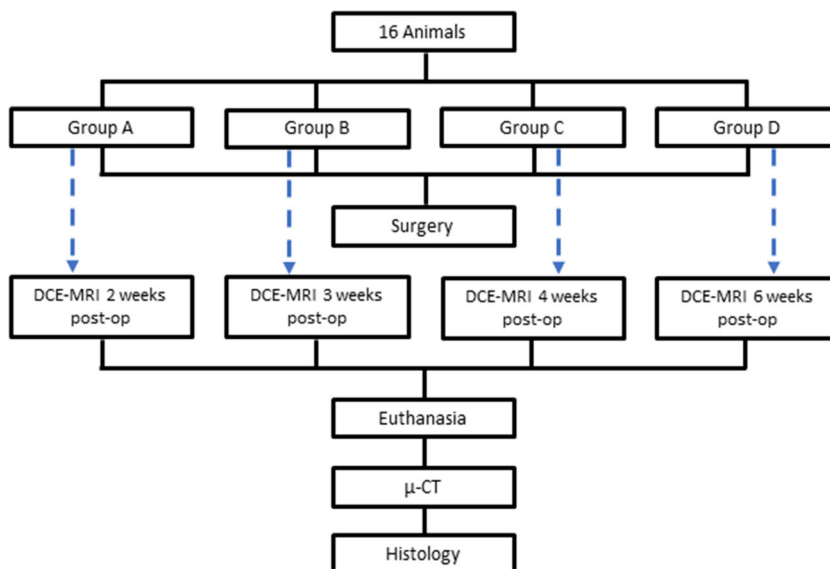 16 Animals
Group A
Group B
Group C
Group D
Surgery
DCE-MRI 2 weeks
post-op
DCE-MRI 3 weeks
post-op
DCE-MRI 4 weeks
post-op
DCE-MRI 6 weeks
post-op
Euthanasia
μ-CT
Histology